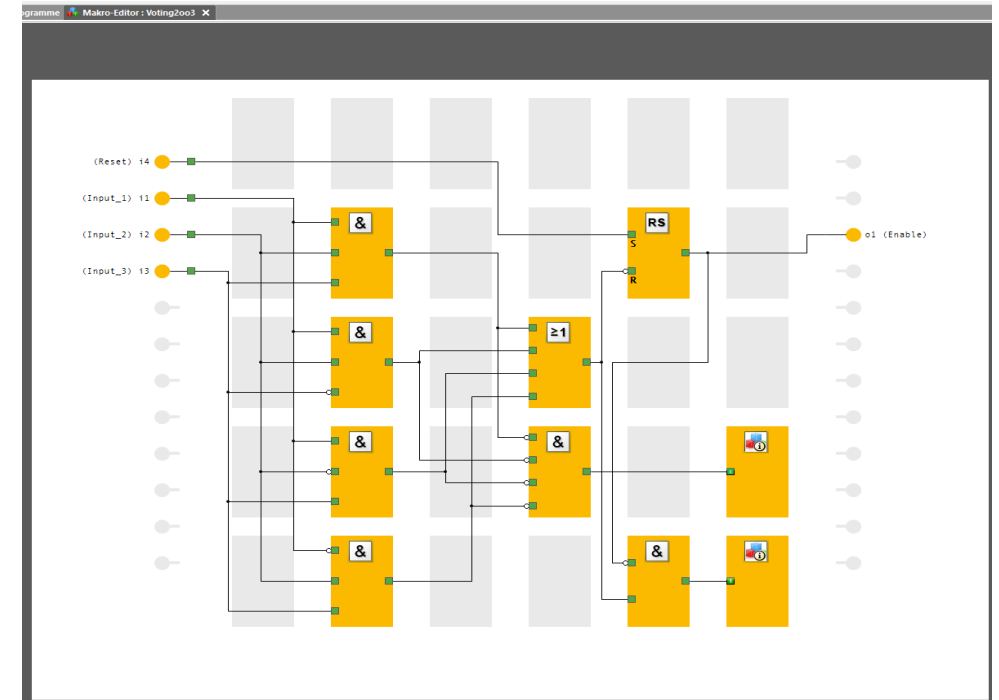 ogramme Makro-Editor : Voting2oo3 ×
(Reset) i4
(Input_1) i1
& RS
(Input_2) i2 S o1 (Enable)
(Input_3) i3 R
& ≥1
& & i
& & i